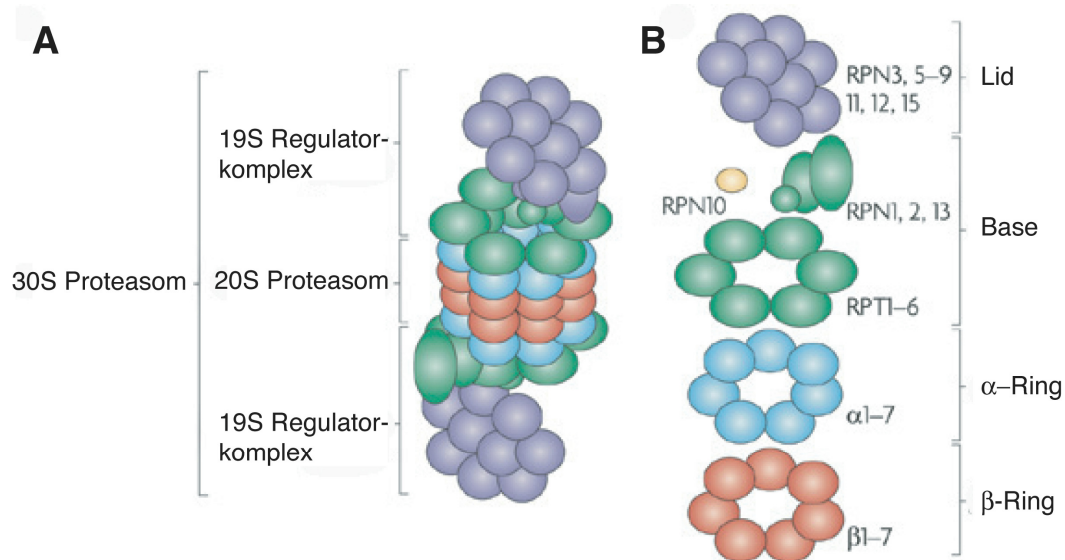 A
19S Regulator-
komplex
30S Proteasom
20S Proteasom
19S Regulator-
komplex
B
RPN3, 5–9
11, 12, 15
Lid
RPN10
RPN1, 2, 13
Base
RPT1–6
α1–7
α–Ring
β1–7
β-Ring